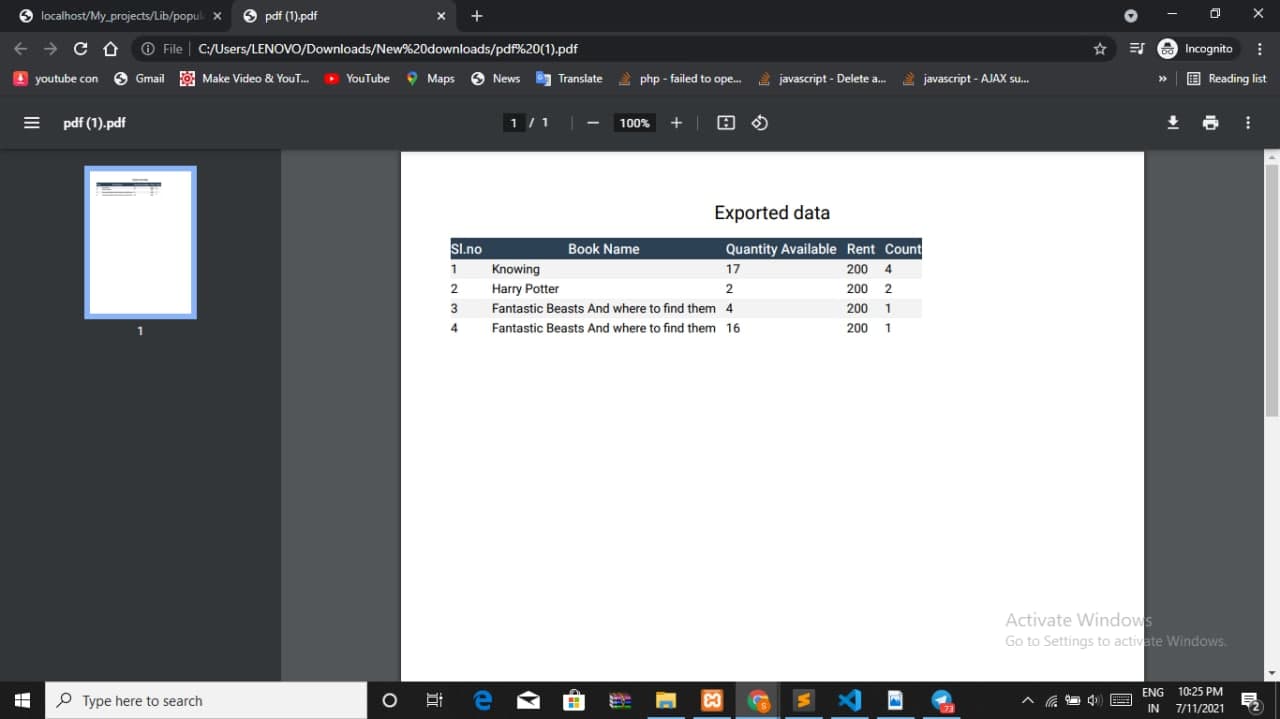 localhost/My_projects/Lib/popul
pdf (1).pdf
File C:/Users/LENOVO/Downloads/New%20downloads/pdf%20(1).pdf
Incognito
youtube con Gmail Make Video & YouT... YouTube Maps News Translate php - failed to ope... javascript - Delete a... javascript - AJAX su... » Reading list
pdf (1).pdf 1 / 1 100%
1
Exported data
Sl.no Book Name Quantity Available Rent Count
1 Knowing 17 200 4
2 Harry Potter 2 200 2
3 Fantastic Beasts And where to find them 4 200 1
4 Fantastic Beasts And where to find them 16 200 1
Activate Windows
Go to Settings to activate Windows.
Type here to search
73
ENG 10:25 PM
IN 7/11/2021
2